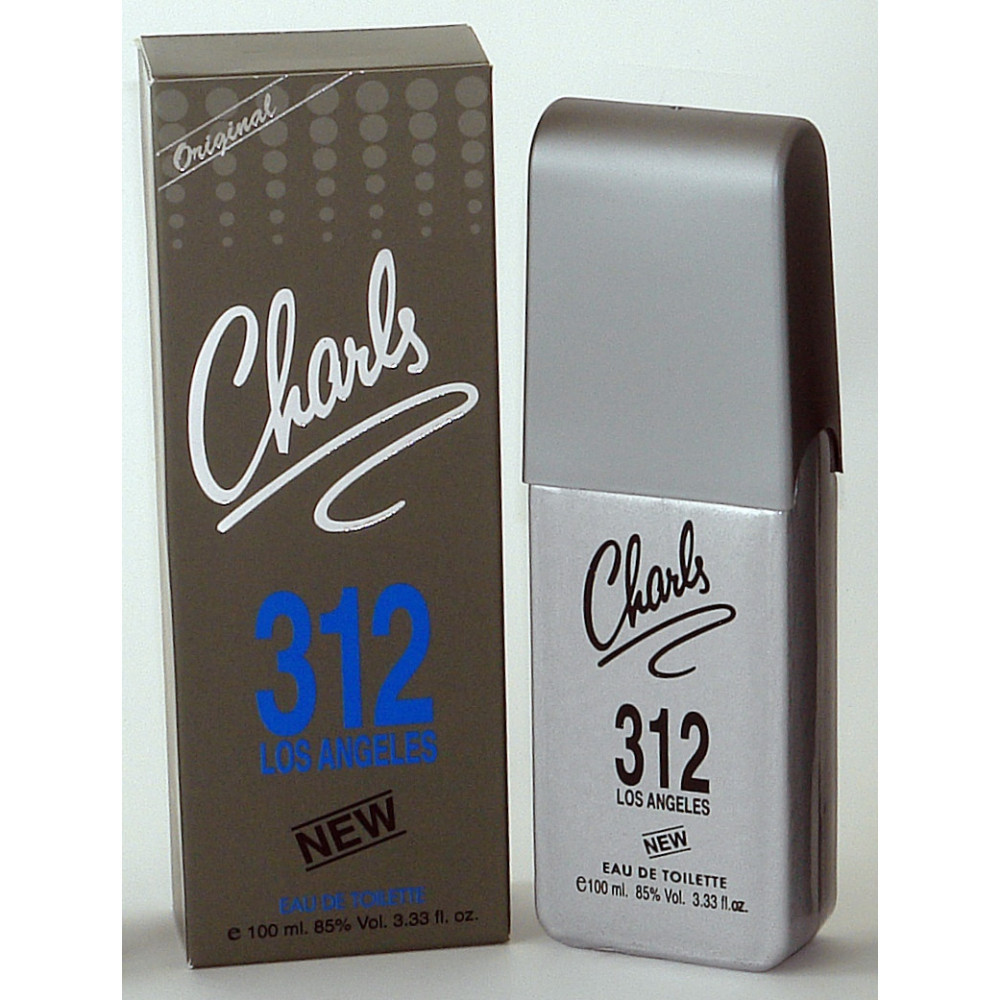 Original
Charls
312
LOS ANGELES
NEW
EAU DE TOILETTE
e 100 ml. 85% Vol. 3.33 fl. oz.
Charls
312
LOS ANGELES
NEW
EAU DE TOILETTE
e100 ml. 85% Vol. 3.33 fl.oz.